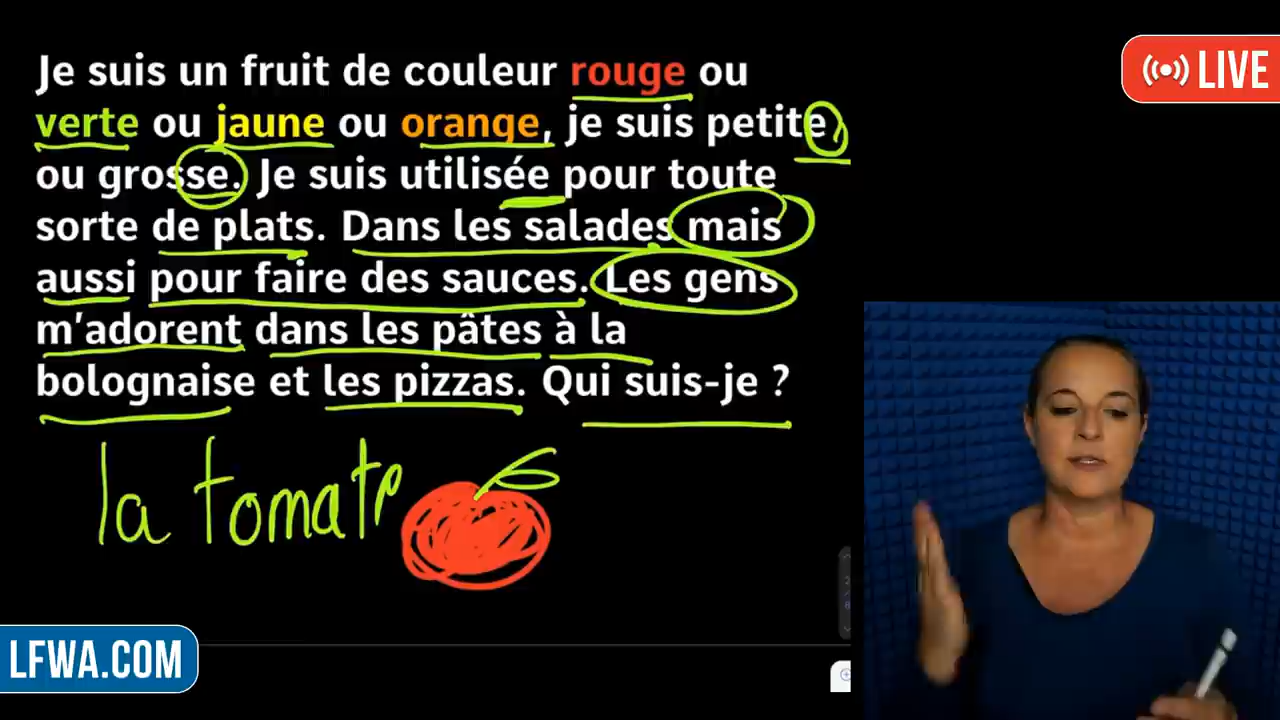 Je suis un fruit de couleur rouge ou
verte ou jaune ou orange, je suis petite,
ou grosse. Je suis utilisée pour toute
sorte de plats. Dans les salades mais
aussi pour faire des sauces. Les gens
m’adorent dans les pâtes à la
bolognaise et les pizzas. Qui suis-je ?
la tomate
LIVE
LFWA.COM